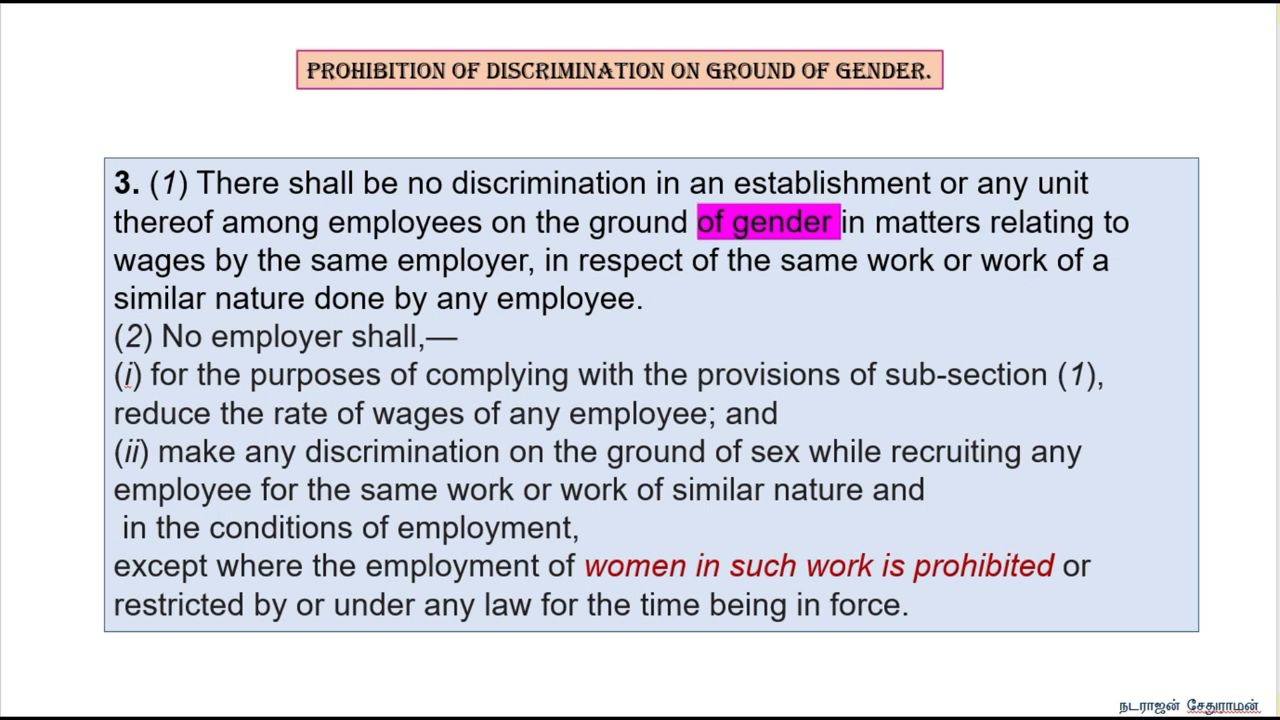 PROHIBITION OF DISCRIMINATION ON GROUND OF GENDER.
3. (1) There shall be no discrimination in an establishment or any unit
thereof among employees on the ground of gender in matters relating to
wages by the same employer, in respect of the same work or work of a
similar nature done by any employee.
(2) No employer shall,—
(i) for the purposes of complying with the provisions of sub-section (1),
reduce the rate of wages of any employee; and
(ii) make any discrimination on the ground of sex while recruiting any
employee for the same work or work of similar nature and
in the conditions of employment,
except where the employment of women in such work is prohibited or
restricted by or under any law for the time being in force.
நடராஜன் சேதுராமன்